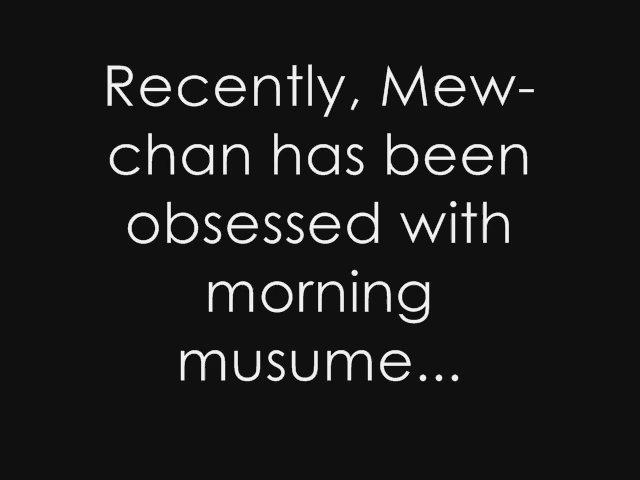 Recently, Mew-
chan has been
obsessed with
morning
musume...